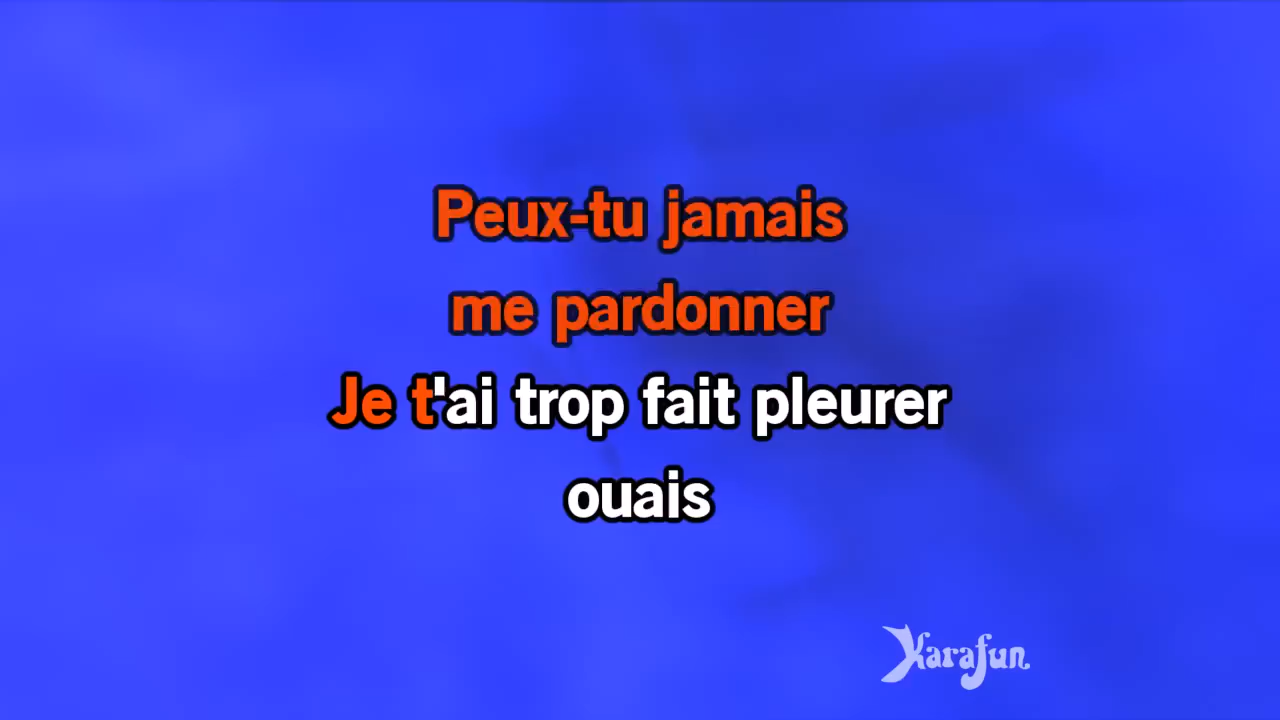 Peux-tu jamais
me pardonner
Je t'ai trop fait pleurer
ouais
Karafun